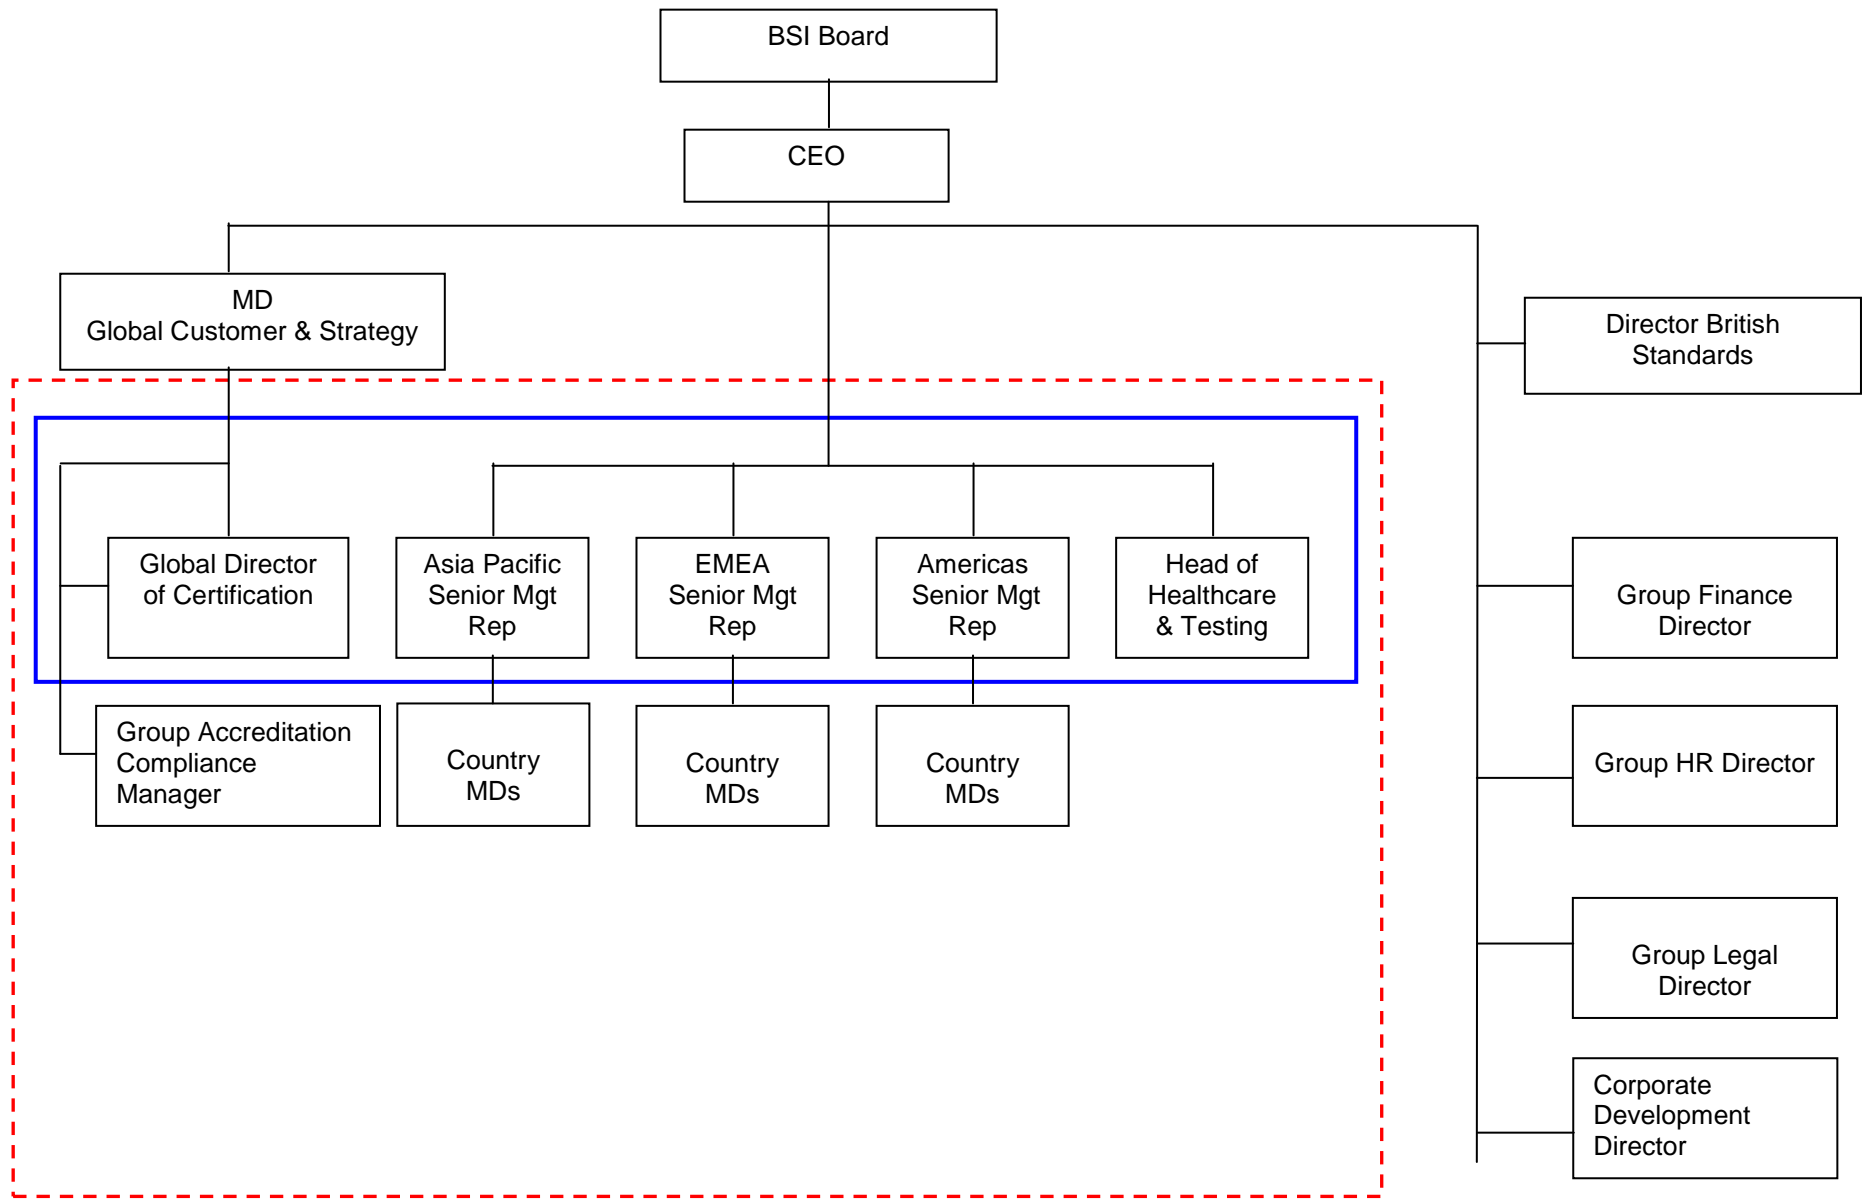 BSI Board
CEO
MD
Global Customer & Strategy
Director British
Standards
Global Director
of Certification
Asia Pacific
Senior Mgt
Rep
EMEA
Senior Mgt
Rep
Americas
Senior Mgt
Rep
Head of
Healthcare
& Testing
Group Finance
Director
Group Accreditation
Compliance
Manager
Country
MDs
Country
MDs
Country
MDs
Group HR Director
Group Legal
Director
Corporate
Development
Director